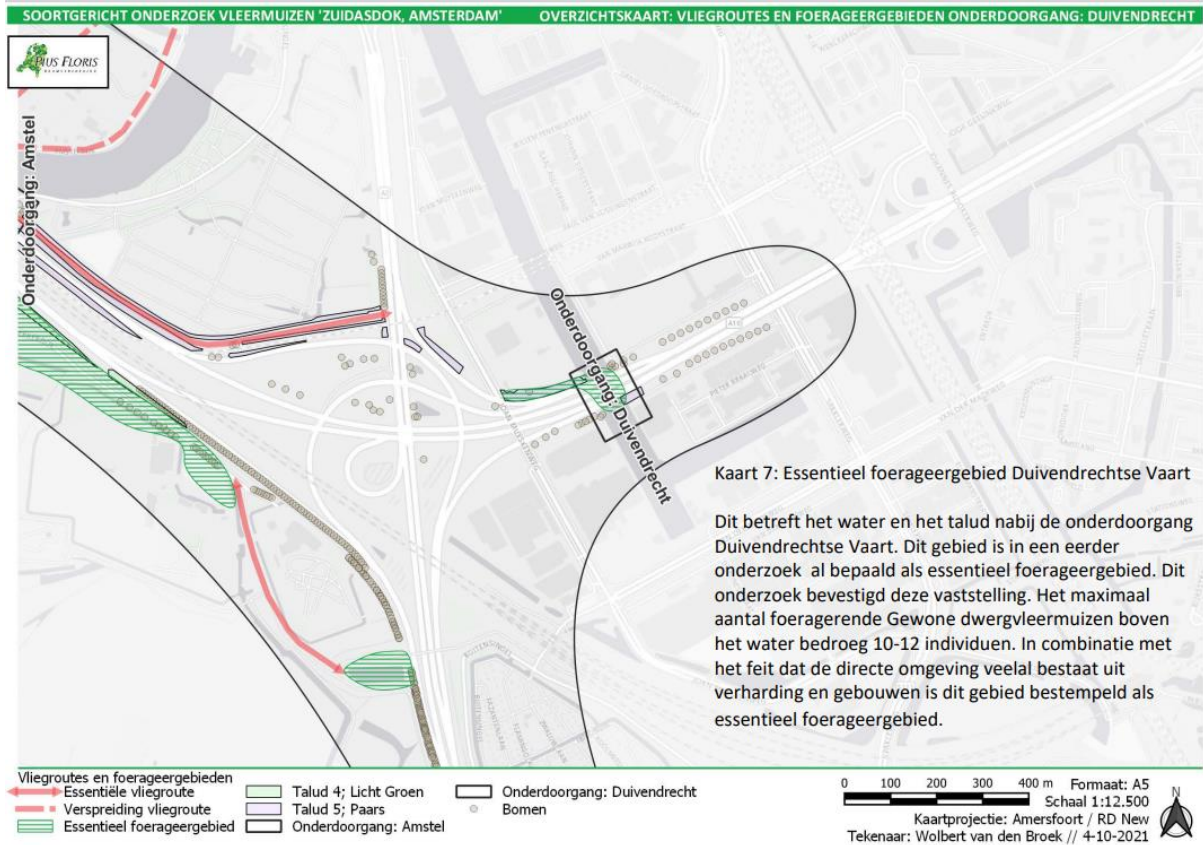 SOORTGERICHT ONDERZOEK VLEERMUIZEN 'ZUIDASDOK, AMSTERDAM'
OVERZICHTSKAART: VLIEGROUTES EN FOERAGEERGEBIEDEN ONDERDOORGANG: DUIVENDRECHT
PIUS FLORIS
BOOMVERZORGING
Onderdoorgang: Amstel
A2
Onderdoorgang: Duivendrecht
A10
Kaart 7: Essentieel foerageergebied Duivendrechtse Vaart
Dit betreft het water en het talud nabij de onderdoorgang
Duivendrechtse Vaart. Dit gebied is in een eerder
onderzoek al bepaald als essentieel foerageergebied. Dit
onderzoek bevestigd deze vaststelling. Het maximaal
aantal foeragerende Gewone dwergvleermuizen boven
het water bedroeg 10-12 individuen. In combinatie met
het feit dat de directe omgeving veelal bestaat uit
verharding en gebouwen is dit gebied bestempeld als
essentieel foerageergebied.
Vliegroutes en foerageergebieden
Essentiële vliegroute
Verspreiding vliegroute
Essentieel foerageergebied
Talud 4; Licht Groen
Talud 5; Paars
Onderdoorgang: Amstel
Onderdoorgang: Duivendrecht
Bomen
0 100 200 300 400 m
Formaat: A5
Schaal 1:12.500
Kaartprojectie: Amersfoort / RD New
Tekenaar: Wolbert van den Broek // 4-10-2021
N